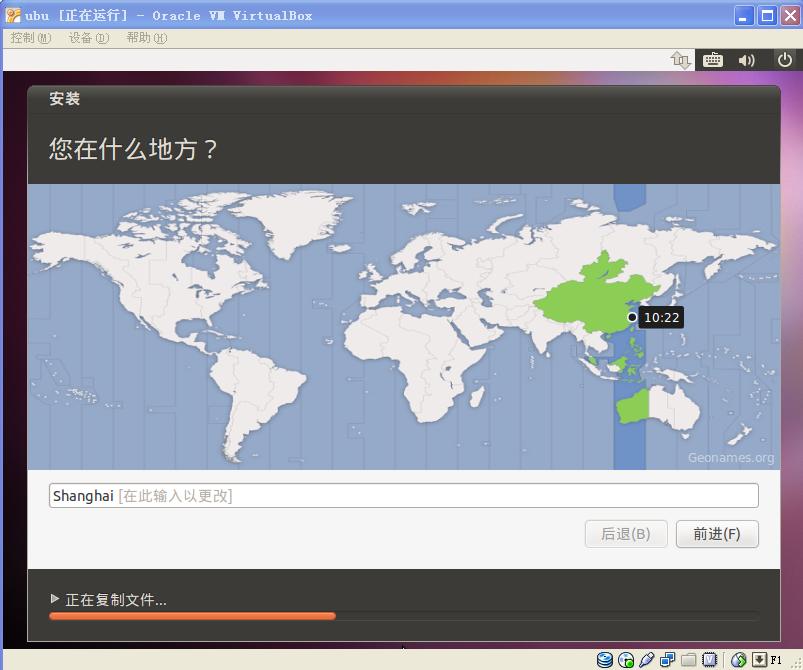 ubu [正在运行] - Oracle VM VirtualBox
控制(M) 设备(D) 帮助(H)
安装
您在什么地方？
10:22
Geonames.org
Shanghai [在此输入以更改]
后退(B) 前进(F)
正在复制文件...
F1